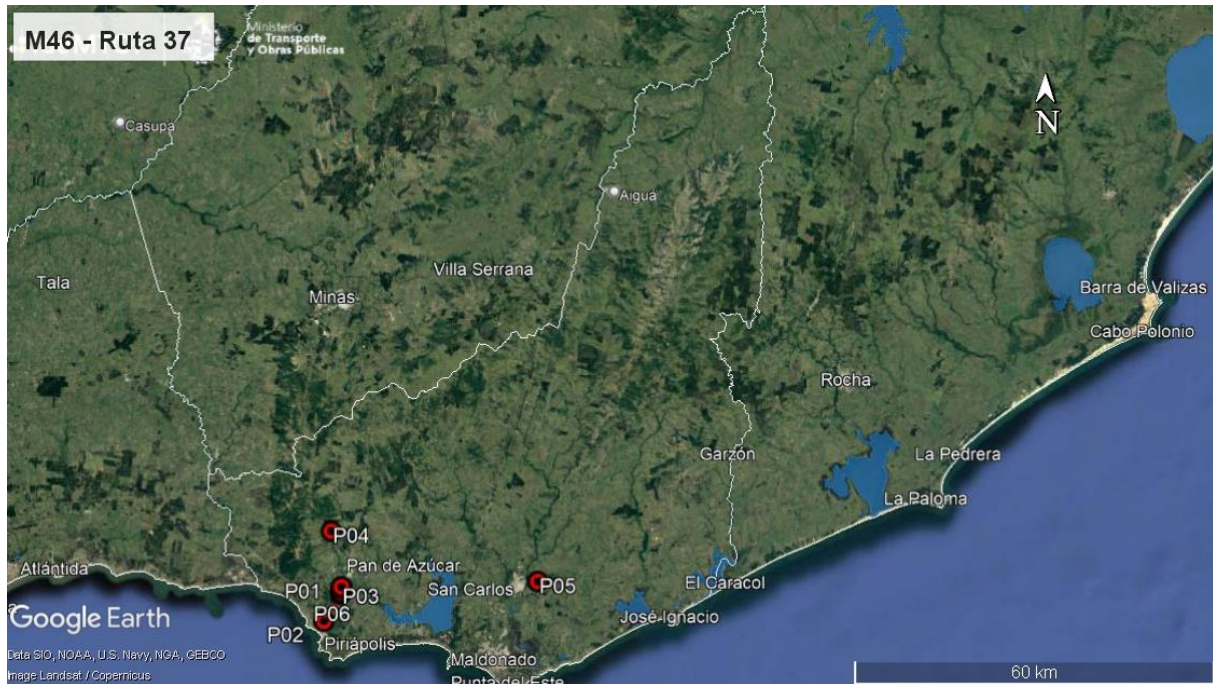 M46 - Ruta 37
Ministerio
de Transporte
y Obras Públicas
Casupa
N
Aiguá
Tala
Villa Serrana
Minas
Barra de Valizas
Cabo Polonio
Rocha
Garzón
La Pedrera
La Paloma
P04
Atlántida
Pan de Azúcar
P01
P03
San Carlos
P05
El Caracol
Google Earth
P06
José Ignacio
P02
Piriápolis
Maldonado
Punta del Este
Data SIO, NOAA, U.S. Navy, NGA, GEBCO
Image Landsat / Copernicus
60 km